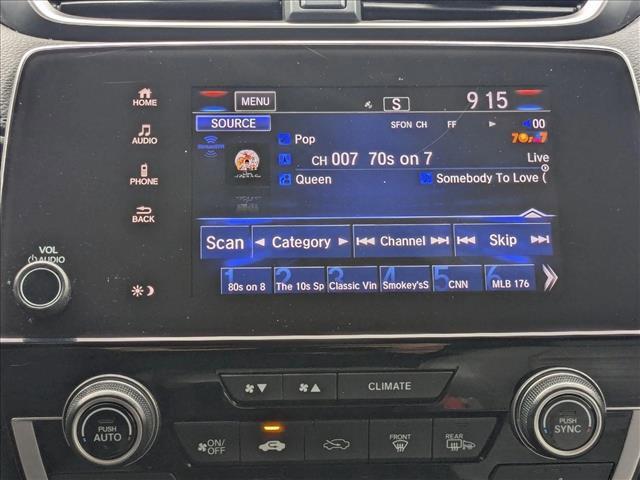 HOME
AUDIO
PHONE
BACK
VOL
AUDIO
MENU
S
9 15
SOURCE
SFON CH FF
00
Pop
70s 7
CH 007 70s on 7
Live
Queen
Somebody To Love (
Scan
Category
Channel
Skip
1 80s on 8
2 The 10s Sp
3 Classic Vin
4 Smokey'sS
5 CNN
6 MLB 176
CLIMATE
PUSH
AUTO
ON/
OFF
FRONT
REAR
PUSH
SYNC